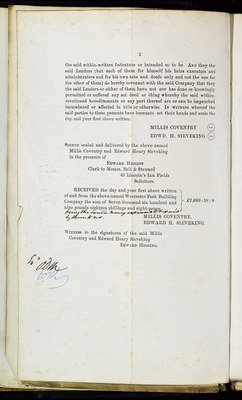 2
the said within-written Indenture or intended so to be And they the
said Lenders (but each of them for himself his heirs executors and
administrators and for his own acts and deeds only and not the one for
the other of them) do hereby covenant with the said Company that they
the said Lenders or either of them have not nor has done or knowingly
permitted or suffered any act deed or thing whereby the said within-
mentioned hereditaments or any part thereof are or can be impeached
incumbered or affected in title or otherwise In witness whereof the
said parties to these presents have hereunto set their hands and seals the
day and year first above written.
MILLIS COVENTRY
EDWD. H. SIEVEKING
SIGNED sealed and delivered by the above-named
Millis Coventry and Edward Henry Sieveking
in the presence of
EDWARD HIGGINS
Clerk to Messrs. Bell & Steward
49 Lincoln's Inn Fields
Solicitors.
RECEIVED the day and year first above written
of and from the above-named
Company the sum of Seven thousand six hundred and
nine pounds eighteen shillings and eight-pence
£7,609 : 18 : 8
being the consideration money
MILLIS COVENTRY.
EDWARD H. SIEVEKING.
WITNESS to the signatures of the said Millis
Coventry and Edward Henry Sieveking
EDWARD HIGGINS.